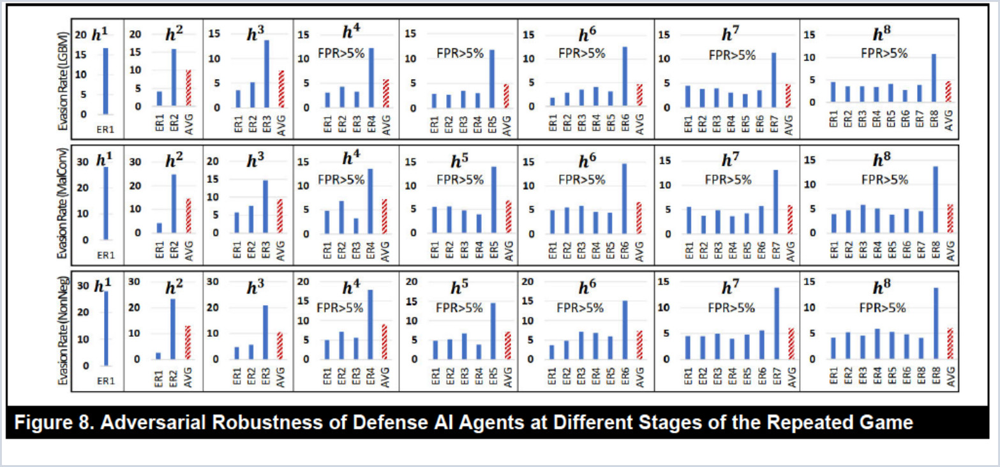 Evasion Rate (LGBM)
h¹
20
15
10
5
0
ER1
h²
20
15
10
5
0
ER1 ER2 AVG
h³
15
10
5
0
ER1 ER2 ER3 AVG
h⁴
FPR>5%
15
10
5
0
ER1 ER2 ER3 ER4 AVG
FPR>5%
15
10
5
0
ER1 ER2 ER3 ER4 ER5 AVG
h⁶
FPR>5%
15
10
5
0
ER1 ER2 ER3 ER4 ER5 ER6 AVG
h⁷
FPR>5%
15
10
5
0
ER1 ER2 ER3 ER4 ER5 ER6 ER7 AVG
h⁸
FPR>5%
15
10
5
0
ER1 ER2 ER3 ER4 ER5 ER6 ER7 ER8 AVG
Evasion Rate (MalConv)
h¹
30
20
10
0
ER1
h²
30
20
10
0
ER1 ER2 AVG
h³
20
15
10
5
0
ER1 ER2 ER3 AVG
h⁴
FPR>5%
15
10
5
0
ER1 ER2 ER3 ER4 AVG
h⁵
FPR>5%
15
10
5
0
ER1 ER2 ER3 ER4 ER5 AVG
h⁶
FPR>5%
15
10
5
0
ER1 ER2 ER3 ER4 ER5 ER6 AVG
h⁷
FPR>5%
15
10
5
0
ER1 ER2 ER3 ER4 ER5 ER6 ER7 AVG
h⁸
FPR>5%
15
10
5
0
ER1 ER2 ER3 ER4 ER5 ER6 ER7 ER8 AVG
Evasion Rate (NonNeg)
h¹
30
20
10
0
ER1
h²
30
20
10
0
ER1 ER2 AVG
h³
30
20
10
0
ER1 ER2 ER3 AVG
h⁴
FPR>5%
20
15
10
5
0
ER1 ER2 ER3 ER4 AVG
h⁵
FPR>5%
20
15
10
5
0
ER1 ER2 ER3 ER4 ER5 AVG
h⁶
FPR>5%
20
15
10
5
0
ER1 ER2 ER3 ER4 ER5 ER6 AVG
h⁷
FPR>5%
15
10
5
0
ER1 ER2 ER3 ER4 ER5 ER6 ER7 AVG
h⁸
FPR>5%
15
10
5
0
ER1 ER2 ER3 ER4 ER5 ER6 ER7 ER8 AVG
Figure 8. Adversarial Robustness of Defense AI Agents at Different Stages of the Repeated Game